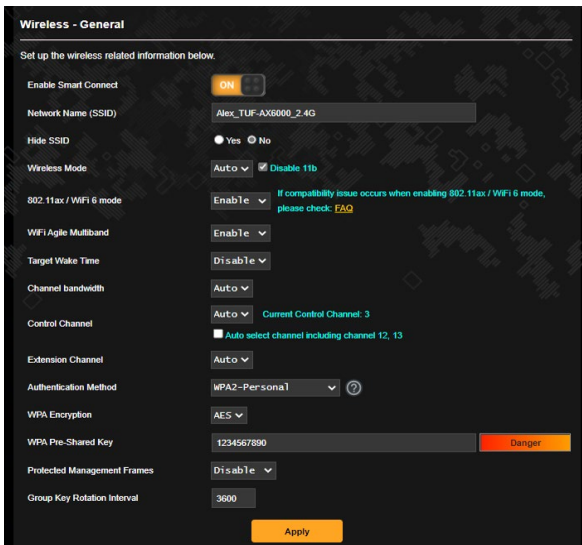 Wireless - General
Set up the wireless related information below.
Enable Smart Connect ON
Network Name (SSID) Alex_TUF-AX6000_2.4G
Hide SSID Yes No
Wireless Mode Auto Disable 11b
802.11ax / WiFi 6 mode Enable If compatibility issue occurs when enabling 802.11ax / WiFi 6 mode,
please check: FAQ
WiFi Agile Multiband Enable
Target Wake Time Disable
Channel bandwidth Auto
Control Channel Auto Current Control Channel: 3
Auto select channel including channel 12, 13
Extension Channel Auto
Authentication Method WPA2-Personal ?
WPA Encryption AES
WPA Pre-Shared Key 1234567890 Danger
Protected Management Frames Disable
Group Key Rotation Interval 3600
Apply